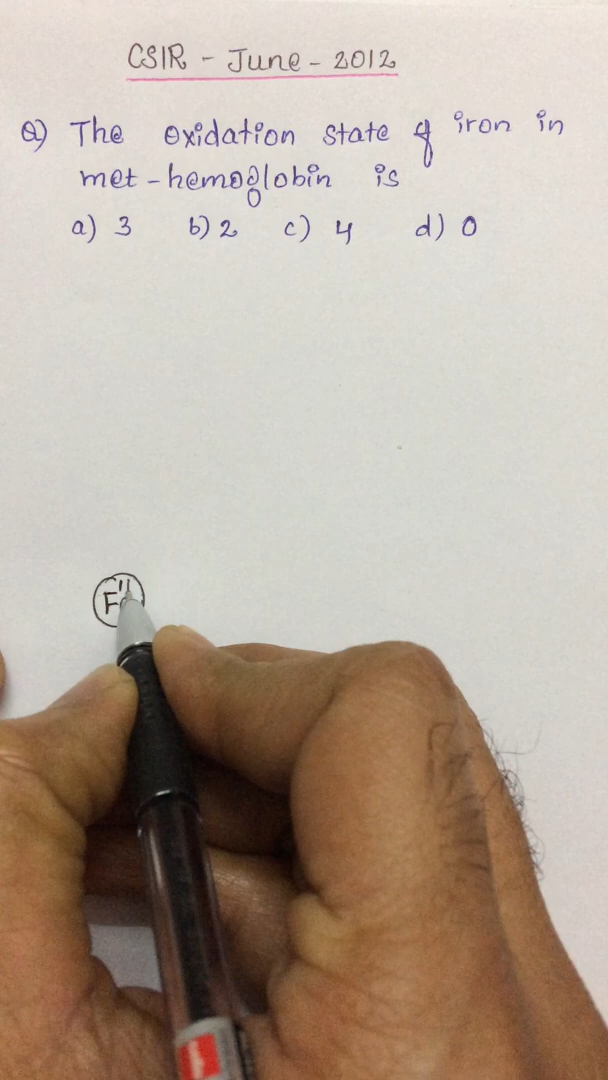 CSIR - June - 2012
Q) The oxidation state of iron in
met-hemoglobin is
a) 3 b) 2 c) 4 d) 0